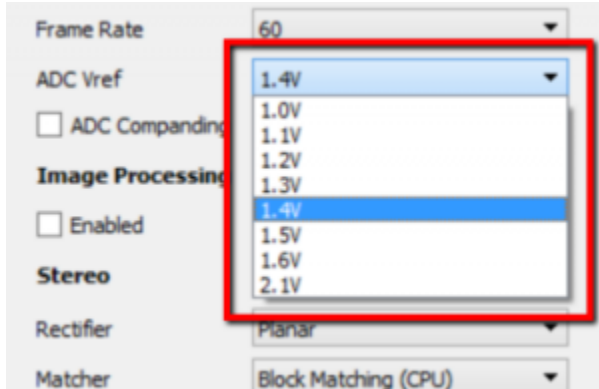 Frame Rate 60
ADC Vref 1.4V
ADC Companding
1.0V
1.1V
1.2V
1.3V
1.4V
1.5V
1.6V
2.1V
Image Processing
Enabled
Stereo
Rectifier Planar
Matcher Block Matching (CPU)